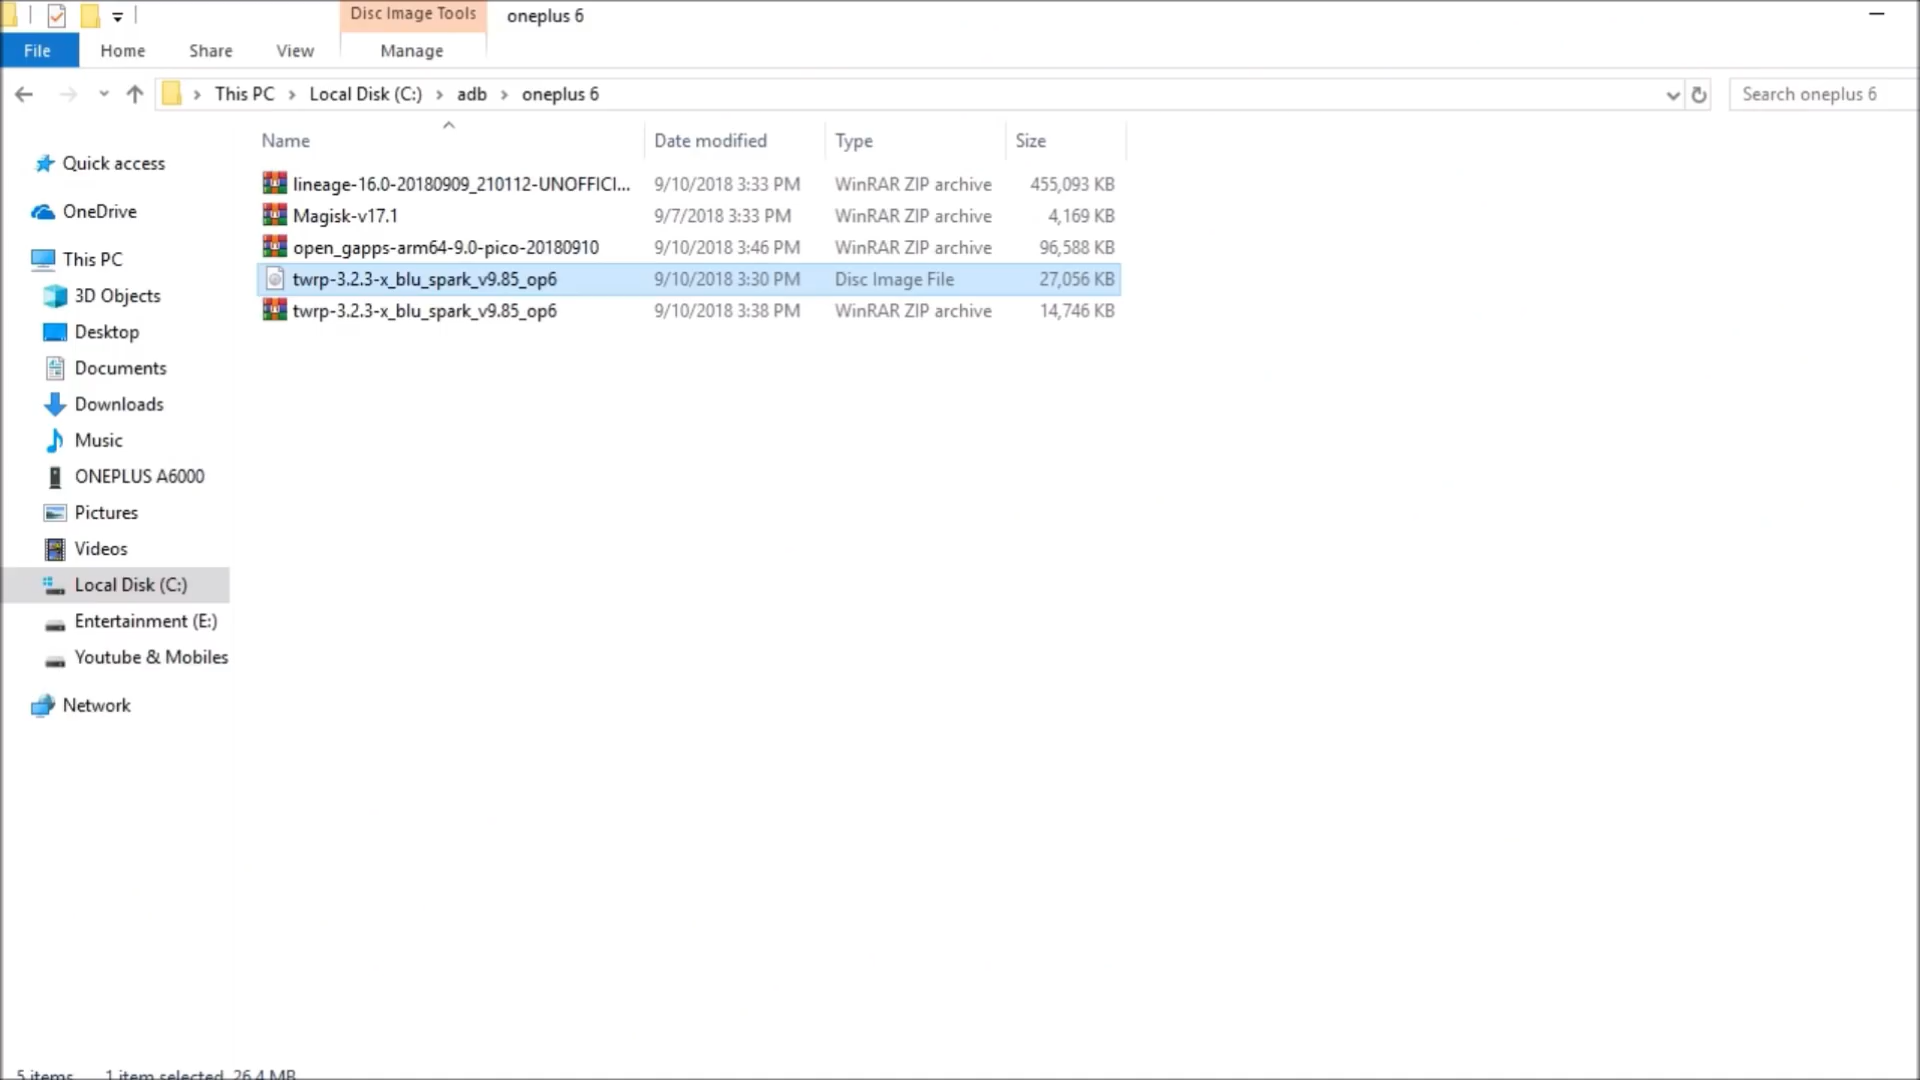 Disc Image Tools
oneplus 6
File
Home
Share
View
Manage
This PC
Local Disk (C:)
adb
oneplus 6
Search oneplus 6
Name
Date modified
Type
Size
lineage-16.0-20180909_210112-UNOFFICI... 9/10/2018 3:33 PM WinRAR ZIP archive 455,093 KB
Magisk-v17.1 9/7/2018 3:33 PM WinRAR ZIP archive 4,169 KB
open_gapps-arm64-9.0-pico-20180910 9/10/2018 3:46 PM WinRAR ZIP archive 96,588 KB
twrp-3.2.3-x_blu_spark_v9.85_op6 9/10/2018 3:30 PM Disc Image File 27,056 KB
twrp-3.2.3-x_blu_spark_v9.85_op6 9/10/2018 3:38 PM WinRAR ZIP archive 14,746 KB
Quick access
OneDrive
This PC
3D Objects
Desktop
Documents
Downloads
Music
ONEPLUS A6000
Pictures
Videos
Local Disk (C:)
Entertainment (E:)
Youtube & Mobiles
Network
5 items 1 item selected 26.4 MB